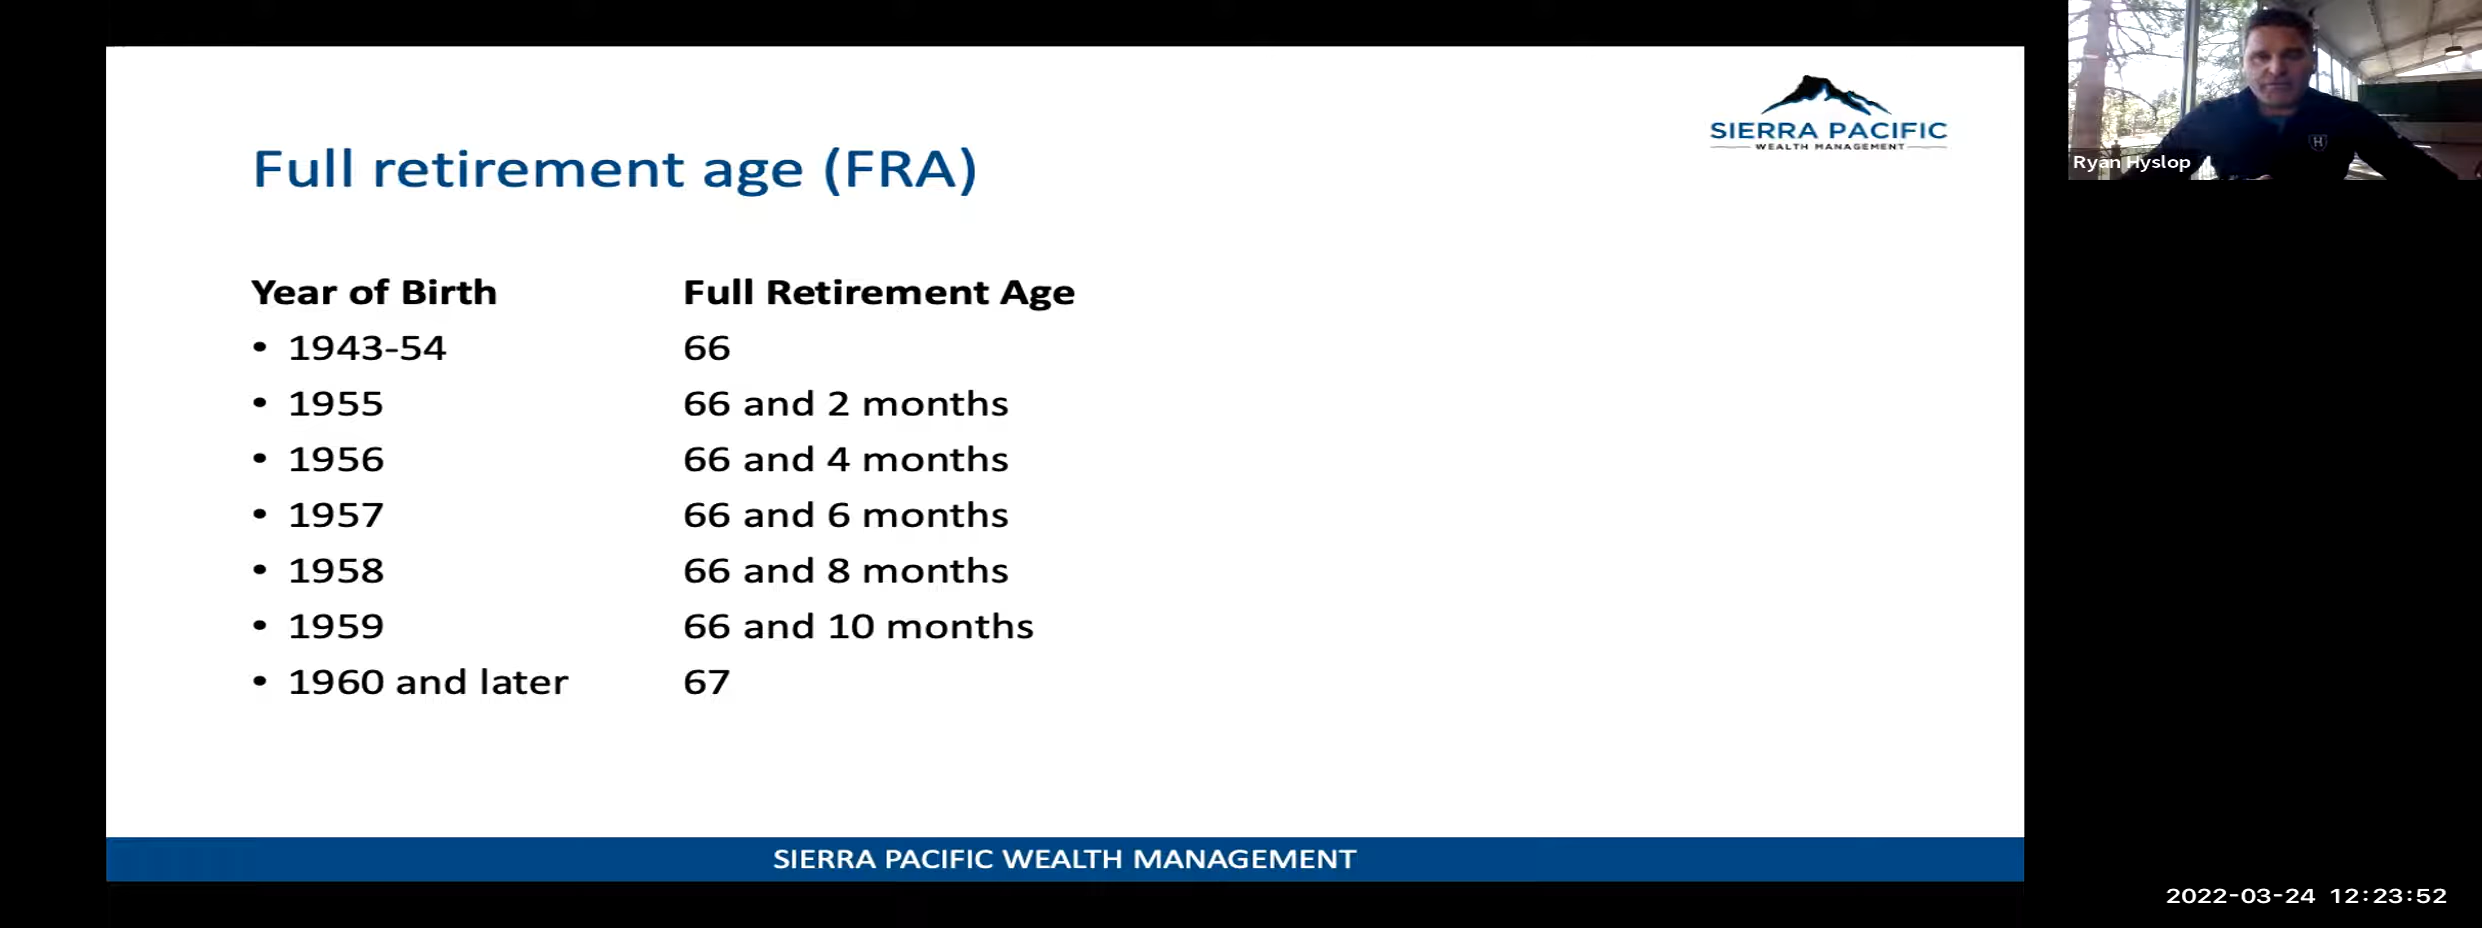 SIERRA PACIFIC
WEALTH MANAGEMENT
Full retirement age (FRA)
Year of Birth Full Retirement Age
• 1943-54 66
• 1955 66 and 2 months
• 1956 66 and 4 months
• 1957 66 and 6 months
• 1958 66 and 8 months
• 1959 66 and 10 months
• 1960 and later 67
SIERRA PACIFIC WEALTH MANAGEMENT
H
Ryan Hyslop
2022-03-24 12:23:52